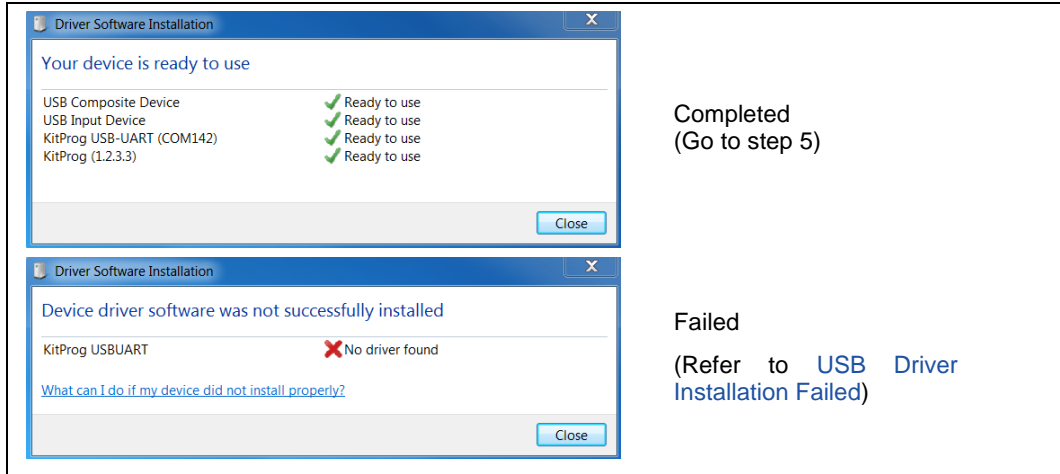 Driver Software Installation
X
Your device is ready to use
USB Composite Device Ready to use
USB Input Device Ready to use
KitProg USB-UART (COM142) Ready to use
KitProg (1.2.3.3) Ready to use
Close
Completed
(Go to step 5)
Driver Software Installation
X
Device driver software was not successfully installed
KitProg USBUART No driver found
What can I do if my device did not install properly?
Close
Failed
(Refer to USB Driver
Installation Failed)